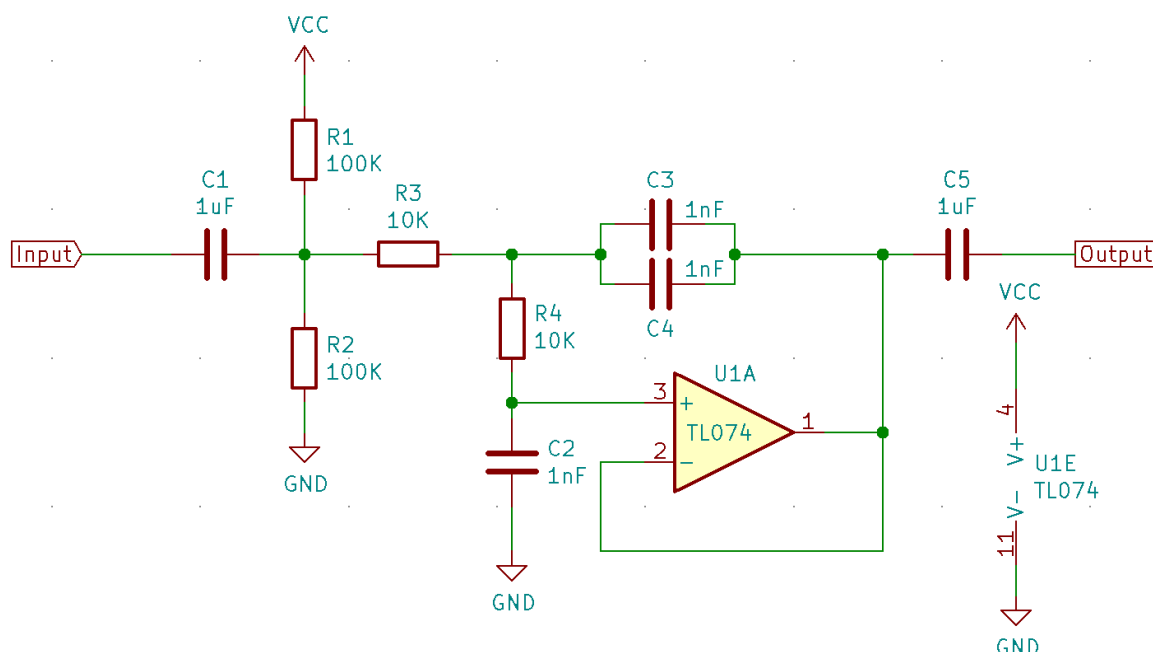 VCC
R1
100K
C1
1uF
R3
10K
C3
1nF
C5
1uF
Input
Output
1nF
C4
VCC
R4
10K
R2
100K
U1A
3
+
TL074
1
2
-
4
V+
U1E
TL074
V-
11
C2
1nF
GND
GND
GND